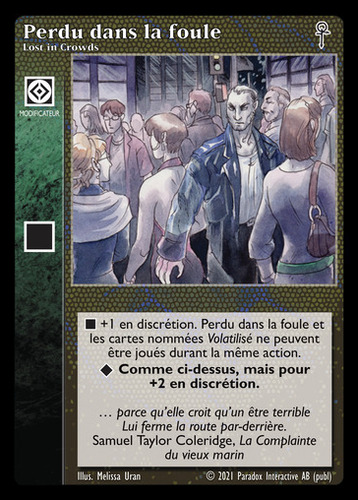 Perdu dans la foule
Lost in Crowds
MODIFICATEUR
+1 en discrétion. Perdu dans la foule et
les cartes nommées Volatilisé ne peuvent
être joués durant la même action.
Comme ci-dessus, mais pour
+2 en discrétion.
… parce qu'elle croit qu'un être terrible
Lui ferme la route par-derrière.
Samuel Taylor Coleridge, La Complainte
du vieux marin
Illus. Melissa Uran © 2021 Paradox Interactive AB (publ)